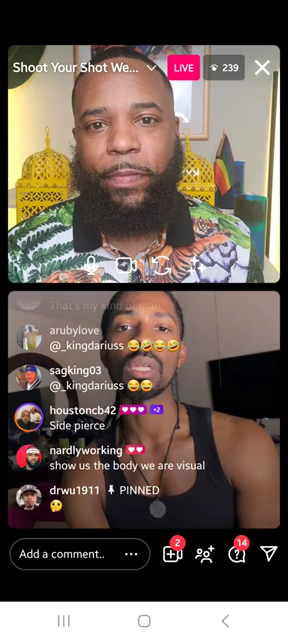 Shoot Your Shot We...
LIVE
239
That's my kind of man
arubylove
@_kingdariuss 😂🤣🤣🤣
sagking03
@_kingdariuss 😂😂
houstoncb42 +2
Side pierce
nardlyworking
show us the body we are visual
drwu1911 PINNED
🤔
Add a comment.. ...
2
14